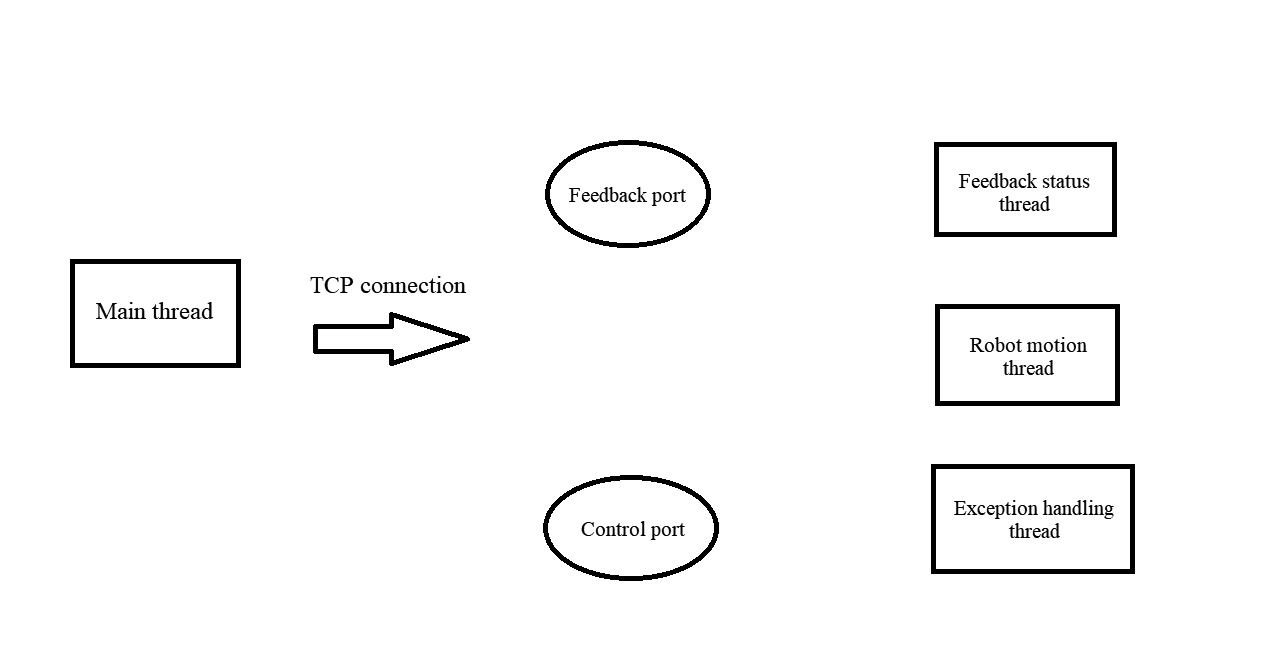 Main thread
TCP connection
Feedback port
Control port
Feedback status
thread
Robot motion
thread
Exception handling
thread